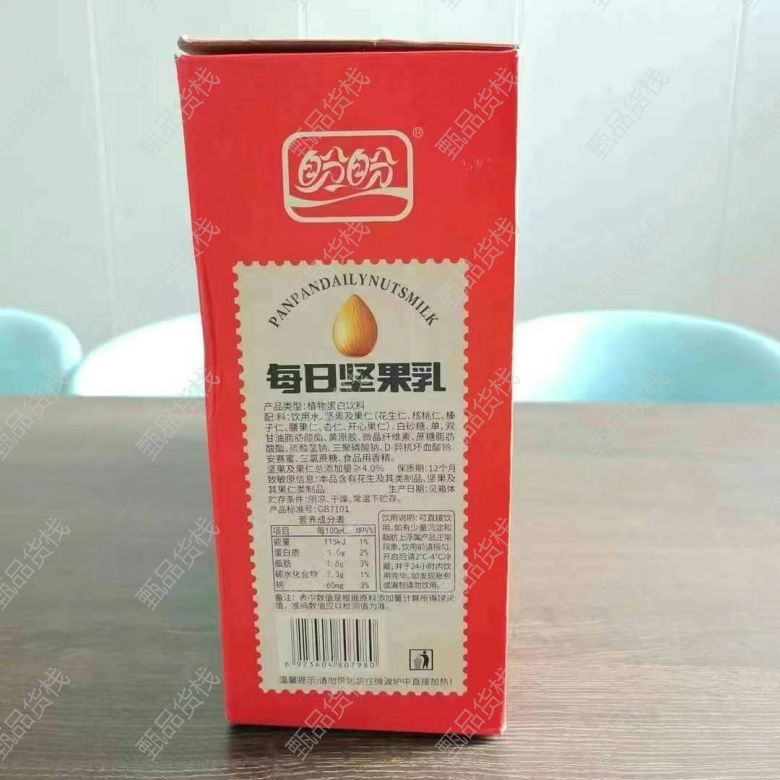 盼盼®
PANPANDAILYNUTSMILK
每日坚果乳
产品类型:植物蛋白饮料
配料:饮用水、坚果及果仁(花生仁、核桃仁、榛
子仁、腰果仁、杏仁、开心果仁)、白砂糖、单,双
甘油脂肪酸酯、黄原胶、微晶纤维素、蔗糖脂肪
酸酯、碳酸氢钠、三聚磷酸钠、D-异抗坏血酸钠、
安赛蜜、三氯蔗糖、食品用香精。
坚果及果仁总添加量≥4.0% 保质期:12个月
致敏原信息:本品含有花生及其类制品、坚果及
其果仁类制品 生产日期:见箱体
贮存条件:阴凉、干燥、常温下贮存。
产品标准号:GB7101
营养成分表
项目 每100mL NRV%
能量 115kJ 1%
蛋白质 1.0g 2%
脂肪 1.6g 3%
碳水化合物 2.3g 1%
钠 60mg 3%
饮用说明:可直接饮
用,如有少量沉淀和
脂肪上浮属产品正常
现象,饮用前请摇匀。
开启后请2℃-4℃冷
藏,并于24小时内饮
用完毕。如发现胀包
或漏包请勿饮用。
备注:表中数值是根据原料添加量计算所得理论
值,准确数值应以检测值为准。
6 923404 807980
温馨提示:请勿带包装在微波炉中直接加热!
甄品货栈